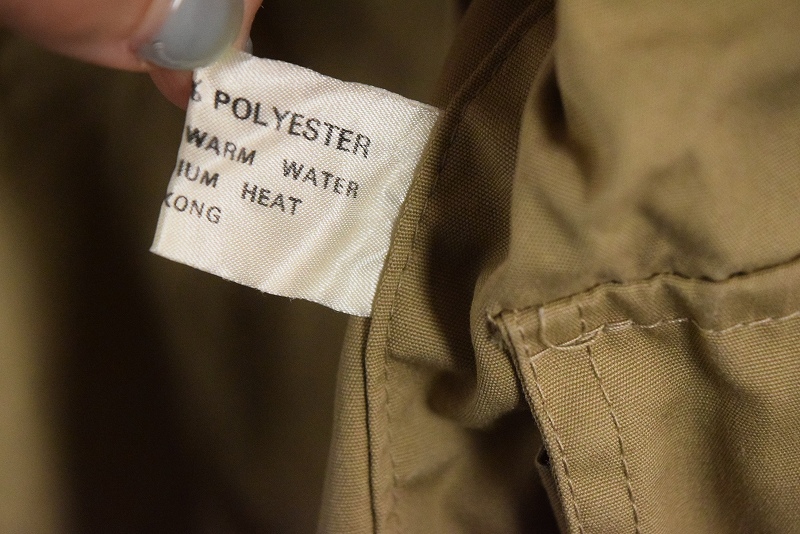 % POLYESTER
WARM WATER
IUM HEAT
KONG